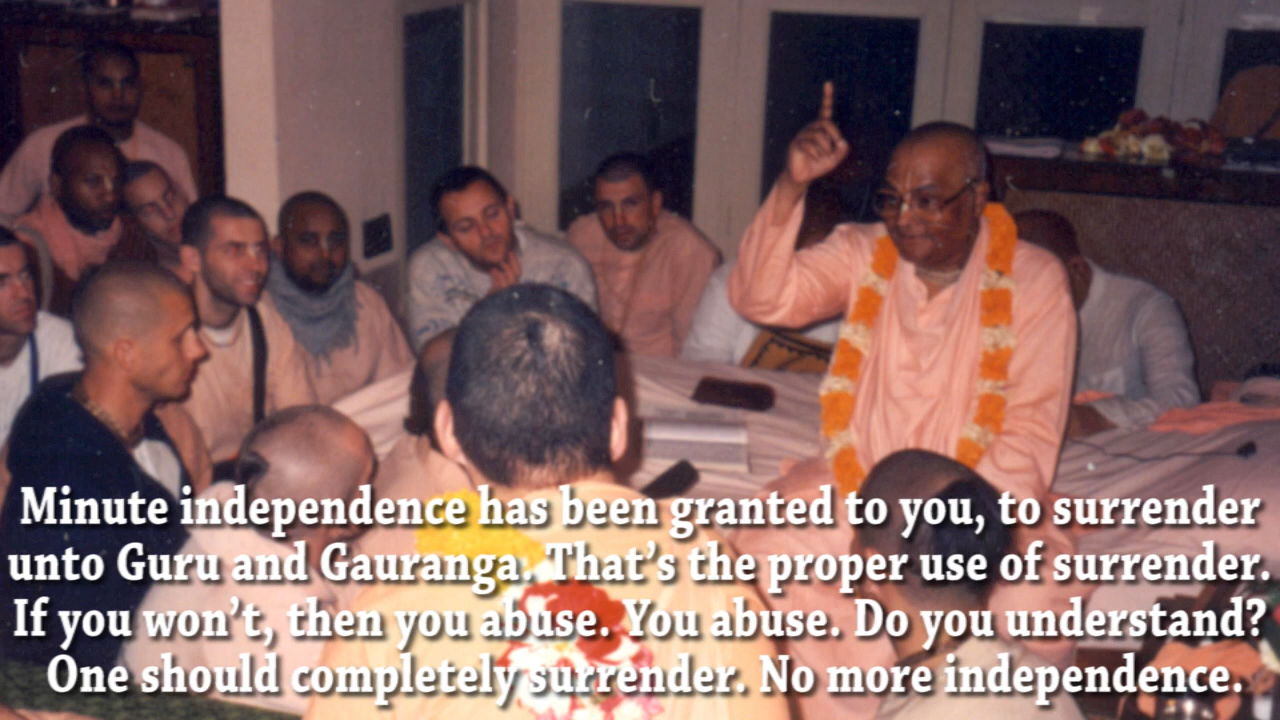 Minute independence has been granted to you, to surrender
unto Guru and Gauranga. That's the proper use of surrender.
If you won't, then you abuse. You abuse. Do you understand?
One should completely surrender. No more independence.